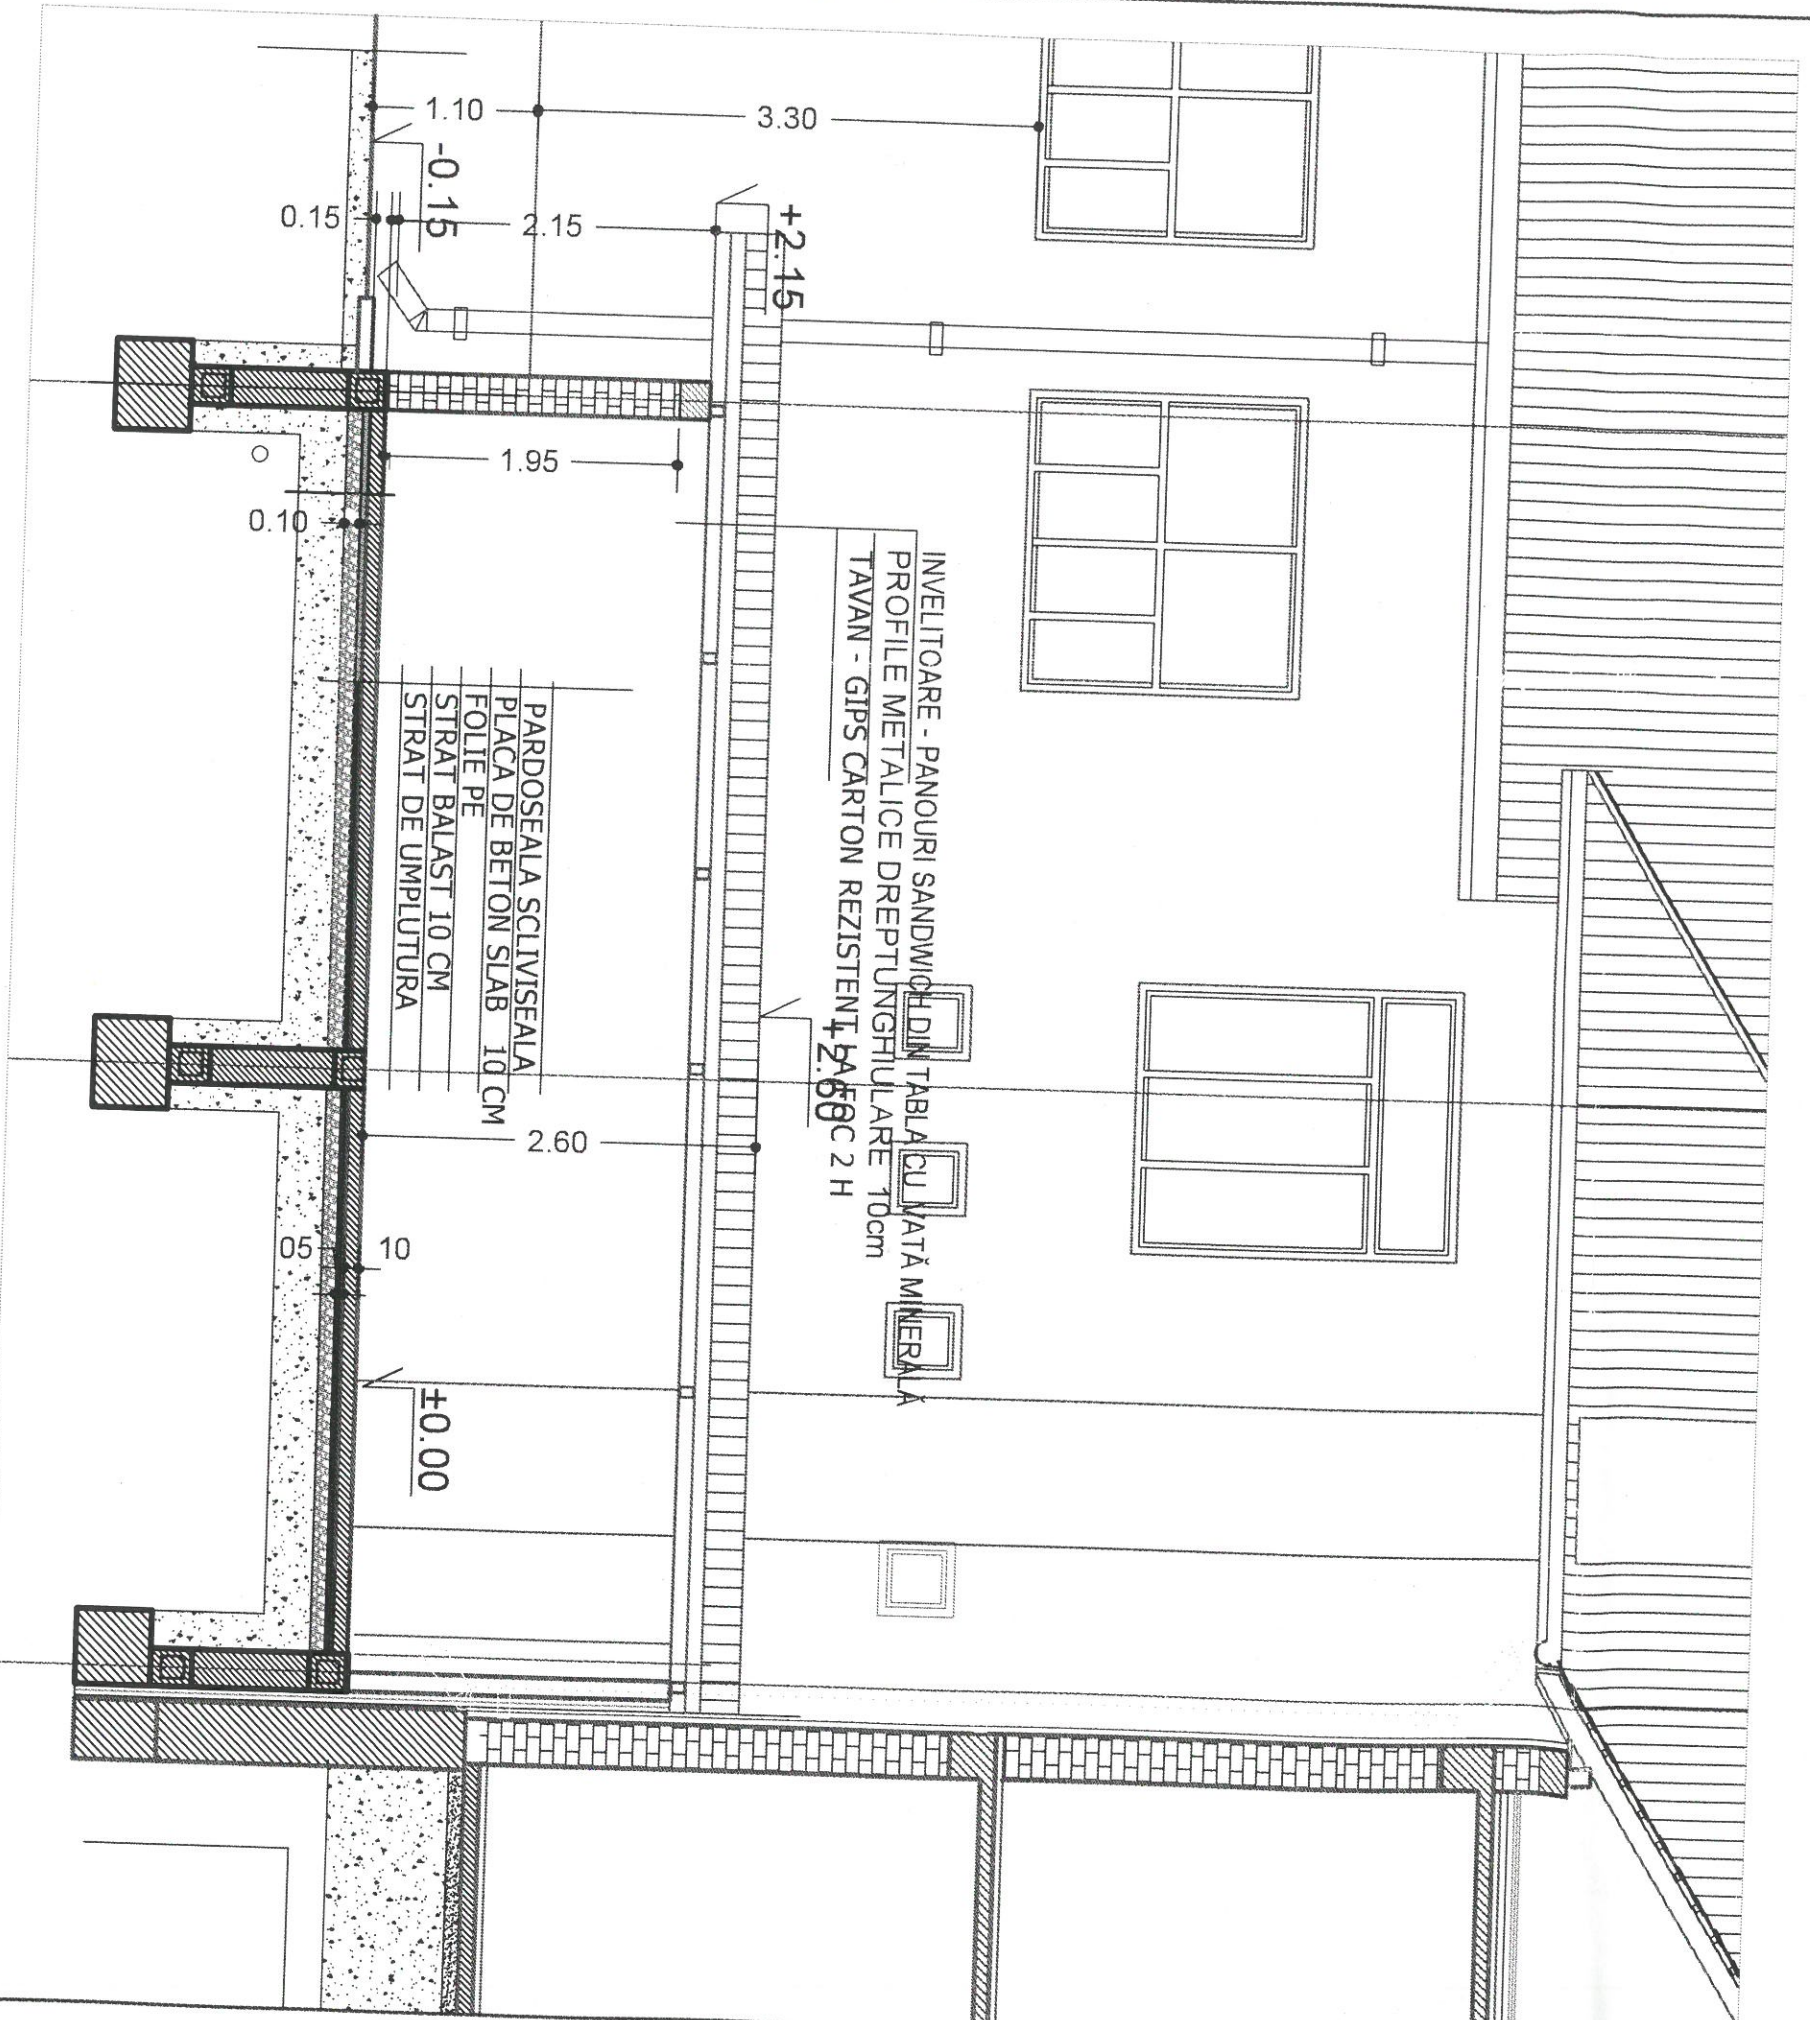 1.10
3.30
-0.15
0.15
2.15
+2.15
1.95
0.10
INVELITOARE - PANOURI SANDWICH DIN TABLA CU VATĂ MINERALĂ
PROFILE METALICE DREPTUNGHIULARE 10cm
TAVAN - GIPS CARTON REZISTENT LA FOC 2 H
+2.60
PARDOSEALA SCLIVISEALA
PLACA DE BETON SLAB 10 CM
FOLIE PE
STRAT BALAST 10 CM
STRAT DE UMPLUTURA
2.60
05
10
±0.00